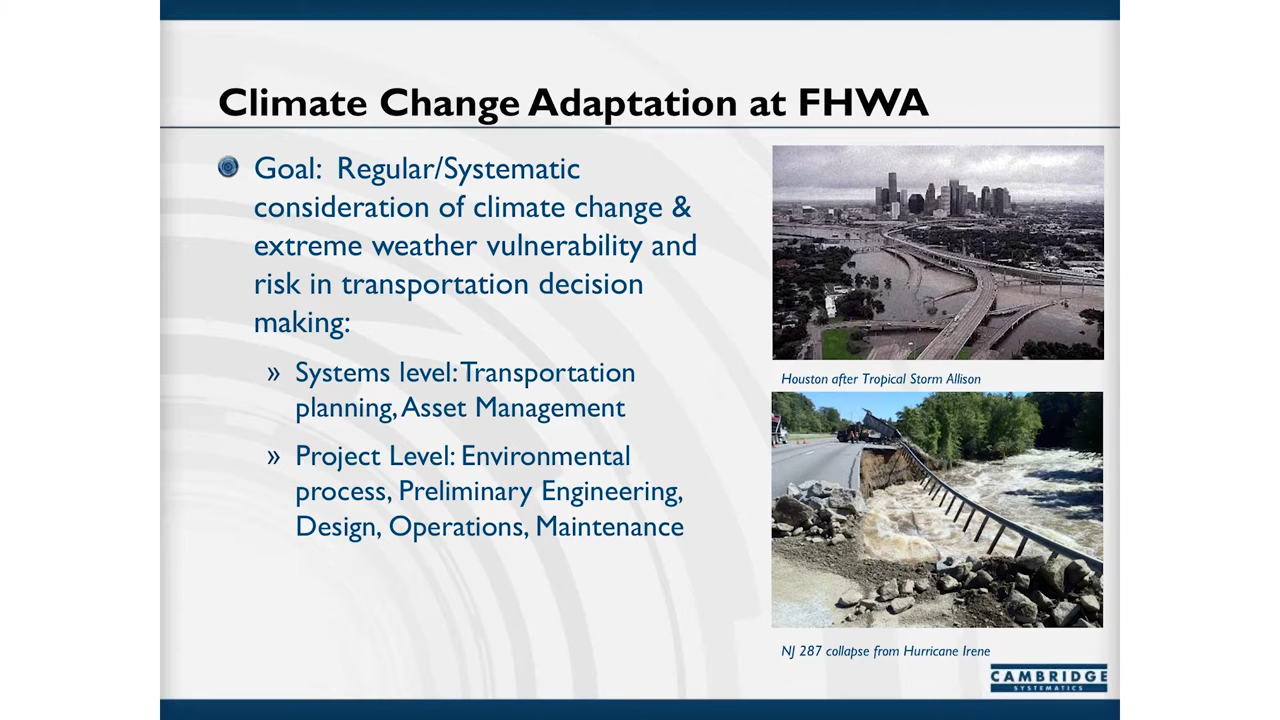 Climate Change Adaptation at FHWA
Goal: Regular/Systematic
consideration of climate change &
extreme weather vulnerability and
risk in transportation decision
making:
» Systems level: Transportation
planning, Asset Management
» Project Level: Environmental
process, Preliminary Engineering,
Design, Operations, Maintenance
Houston after Tropical Storm Allison
NJ 287 collapse from Hurricane Irene
CAMBRIDGE
SYSTEMATICS